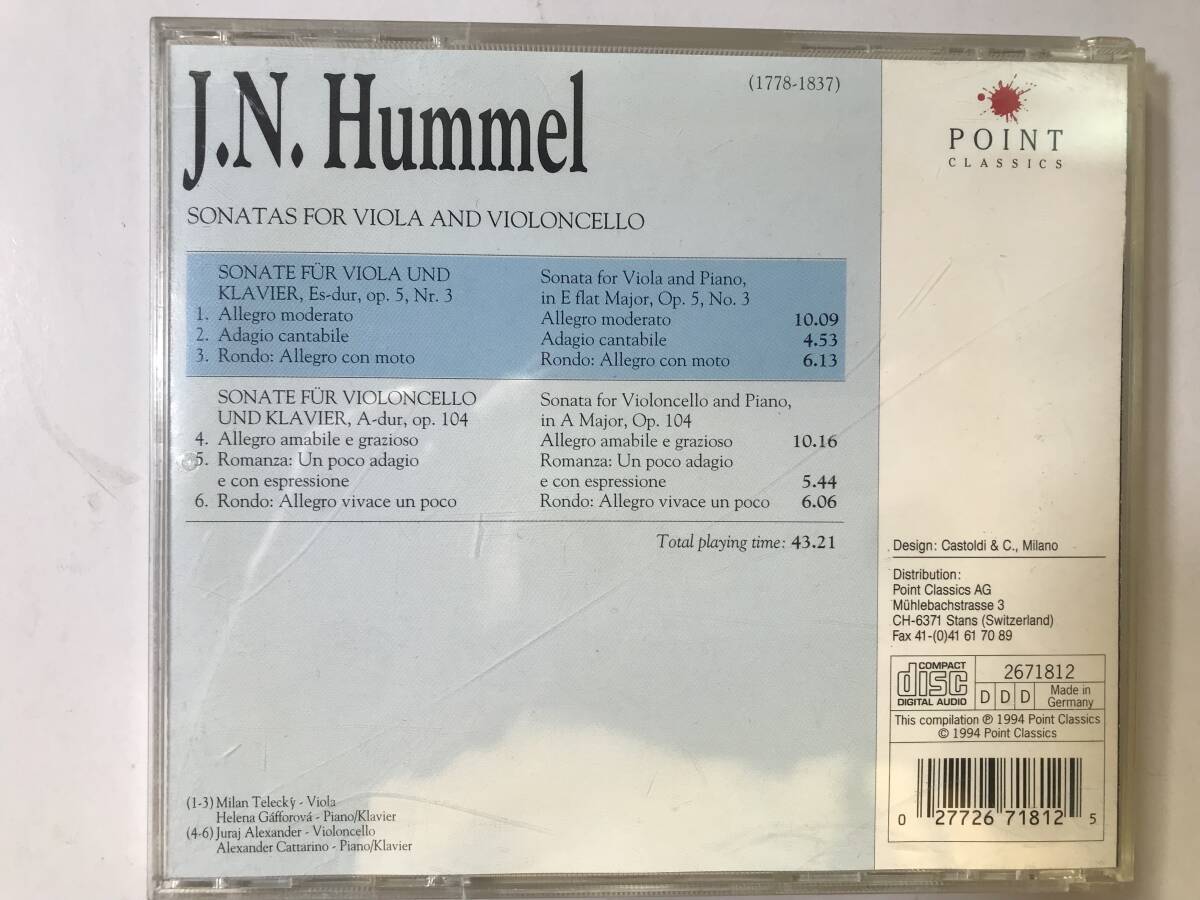 J.N. Hummel
(1778-1837)
SONATAS FOR VIOLA AND VIOLONCELLO
SONATE FÜR VIOLA UND
KLAVIER, Es-dur, op. 5, Nr. 3
1. Allegro moderato
2. Adagio cantabile
3. Rondo: Allegro con moto
Sonata for Viola and Piano,
in E flat Major, Op. 5, No. 3
Allegro moderato 10.09
Adagio cantabile 4.53
Rondo: Allegro con moto 6.13
SONATE FÜR VIOLONCELLO
UND KLAVIER, A-dur, op. 104
4. Allegro amabile e grazioso
5. Romanza: Un poco adagio
e con espressione
6. Rondo: Allegro vivace un poco
Sonata for Violoncello and Piano,
in A Major, Op. 104
Allegro amabile e grazioso 10.16
Romanza: Un poco adagio
e con espressione 5.44
Rondo: Allegro vivace un poco 6.06
Total playing time: 43.21
(1-3) Milan Telecký - Viola
Helena Gáfforová - Piano/Klavier
(4-6) Juraj Alexander - Violoncello
Alexander Cattarino - Piano/Klavier
POINT
CLASSICS
Design: Castoldi & C., Milano
Distribution:
Point Classics AG
Mühlebachstrasse 3
CH-6371 Stans (Switzerland)
Fax 41-(0)41 61 70 89
COMPACT
disc
DIGITAL AUDIO
2671812
D D D
Made in
Germany
This compilation ℗ 1994 Point Classics
© 1994 Point Classics
0 27726 71812 5